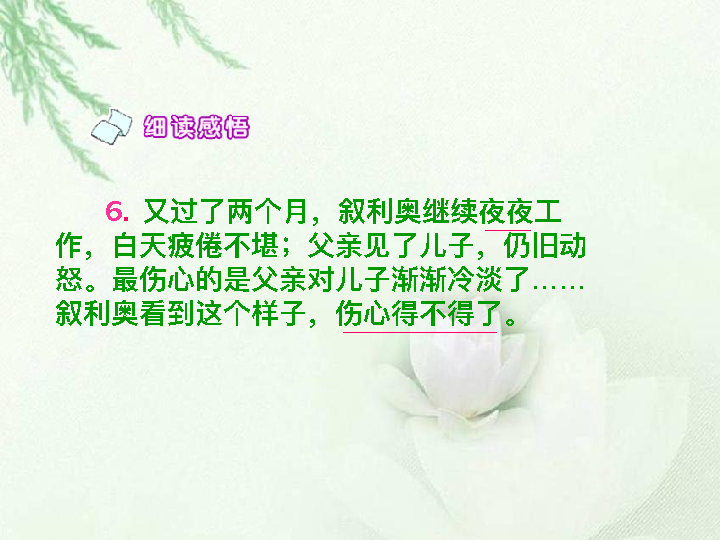 细读感悟
6. 又过了两个月，叙利奥继续夜夜工
作，白天疲倦不堪；父亲见了儿子，仍旧动
怒。最伤心的是父亲对儿子渐渐冷淡了……
叙利奥看到这个样子，伤心得不得了。